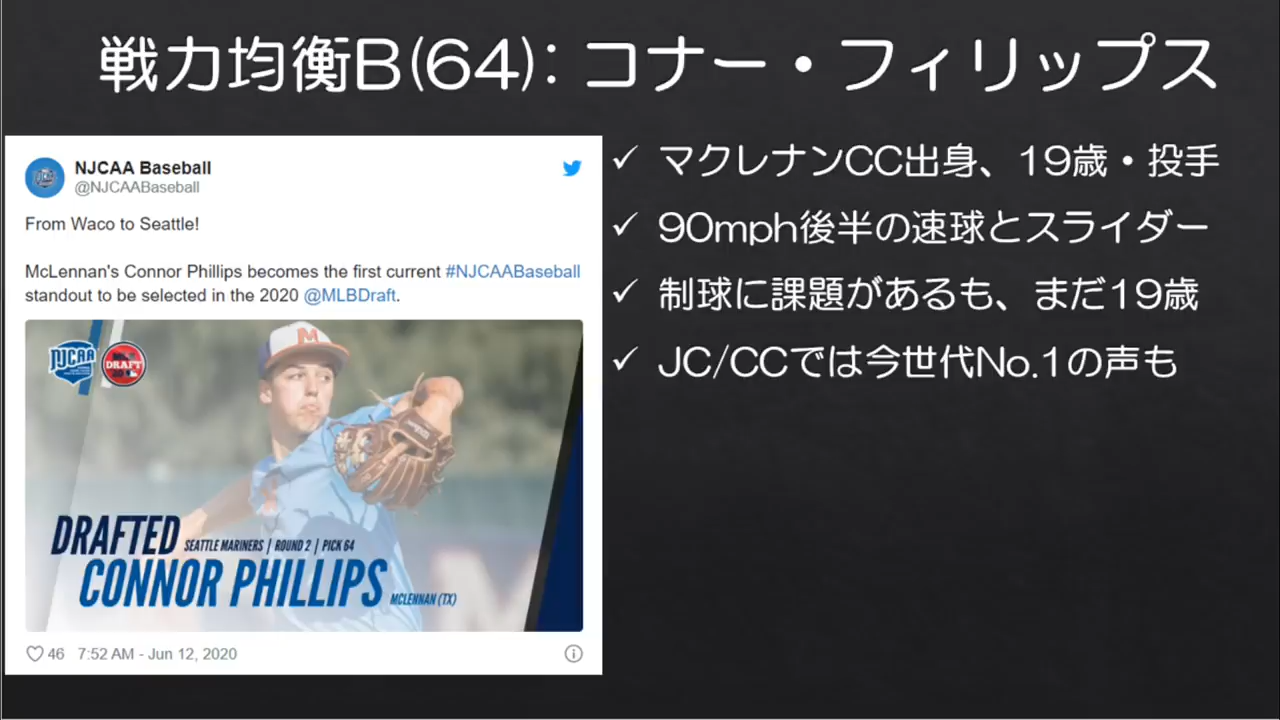 戦力均衡B(64): コナー・フィリップス
NJCAA Baseball
@NJCAABaseball
From Waco to Seattle!
McLennan's Connor Phillips becomes the first current #NJCAABaseball
standout to be selected in the 2020 @MLBDraft.
NJCAA
DRAFT
M
DRAFTED SEATTLE MARINERS | ROUND 2 | PICK 64
CONNOR PHILLIPS MCLENNAN (TX)
46 7:52 AM - Jun 12, 2020
✓ マクレナンCC出身、19歳・投手
✓ 90mph後半の速球とスライダー
✓ 制球に課題があるも、まだ19歳
✓ JC/CCでは今世代No.1の声も